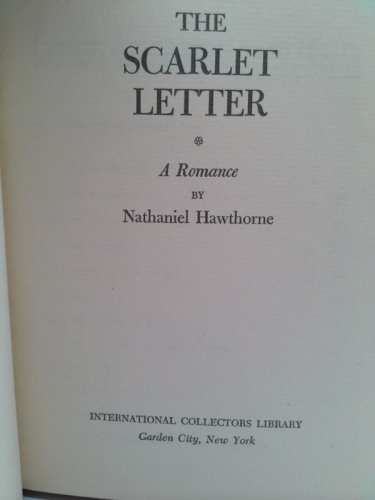 THE
SCARLET
LETTER
*
A Romance
BY
Nathaniel Hawthorne
INTERNATIONAL COLLECTORS LIBRARY
Garden City, New York